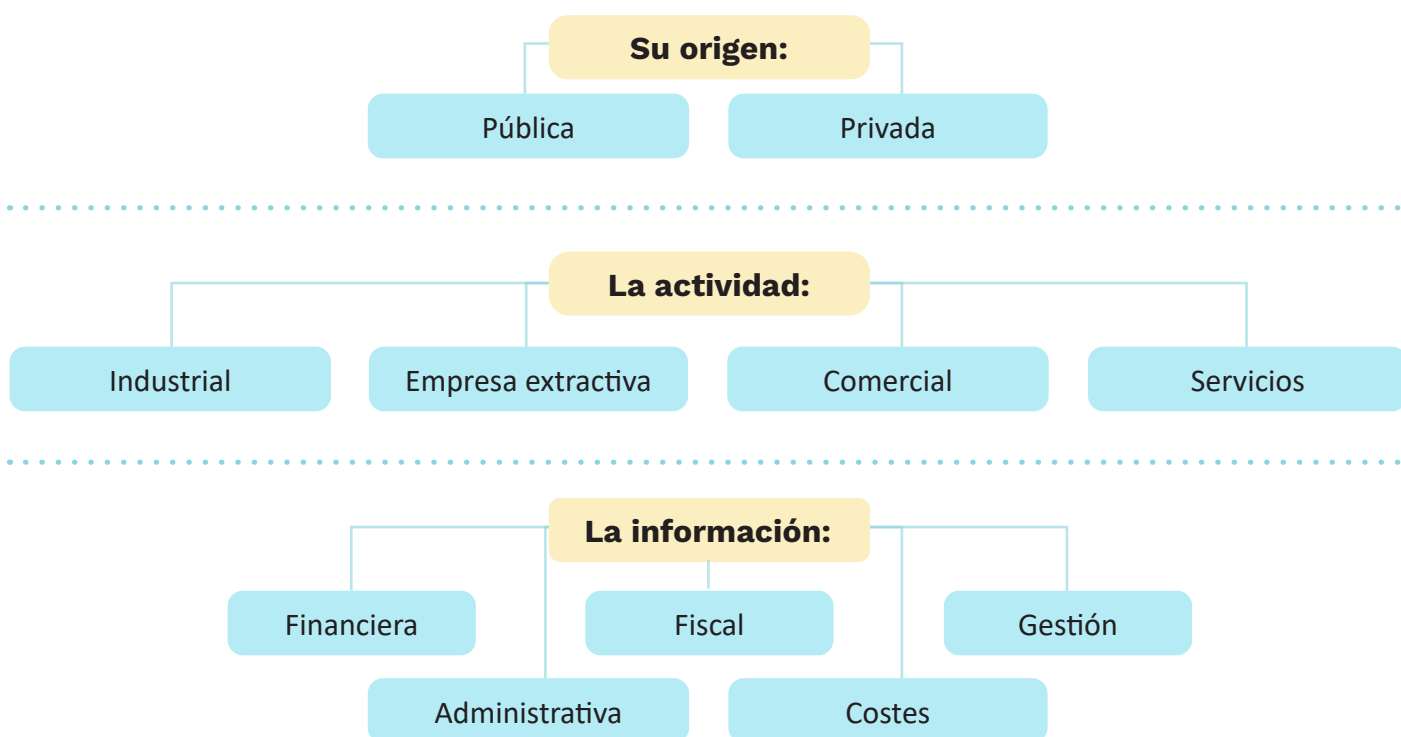 Su origen:
Pública
Privada
La actividad:
Industrial
Empresa extractiva
Comercial
Servicios
La información:
Financiera
Fiscal
Gestión
Administrativa
Costes